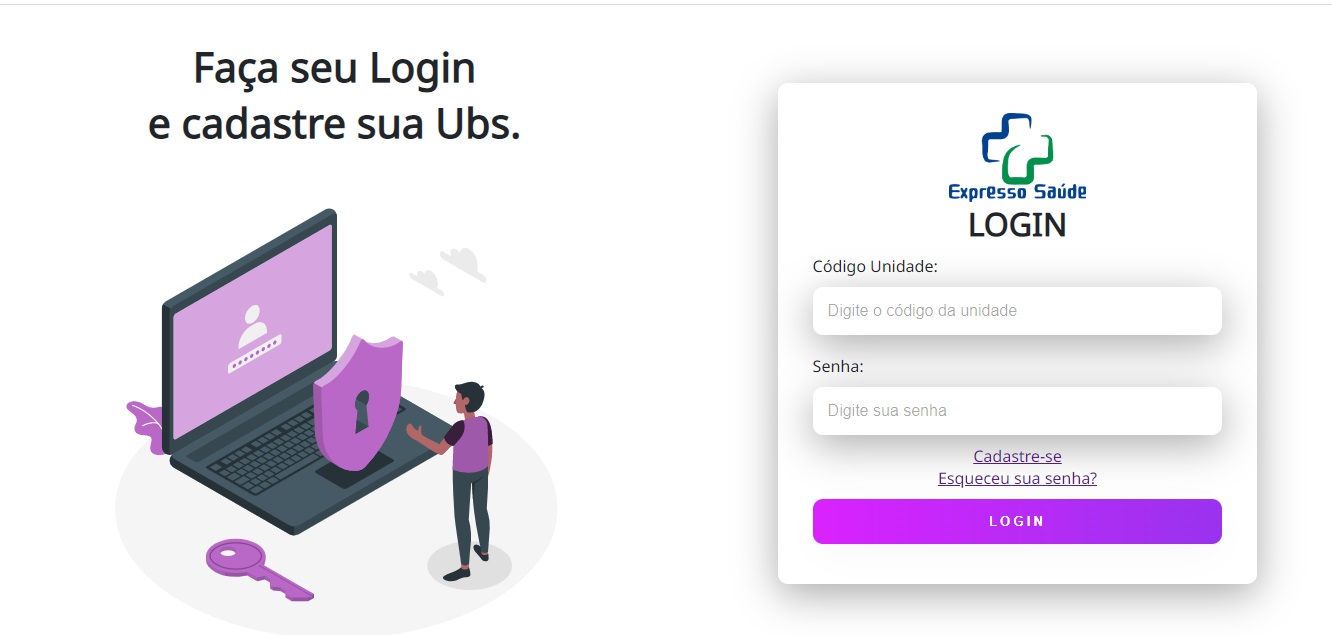 Faça seu Login
e cadastre sua Ubs.
Expresso Saúde
LOGIN
Código Unidade:
Digite o código da unidade
Senha:
Digite sua senha
Cadastre-se
Esqueceu sua senha?
LOGIN